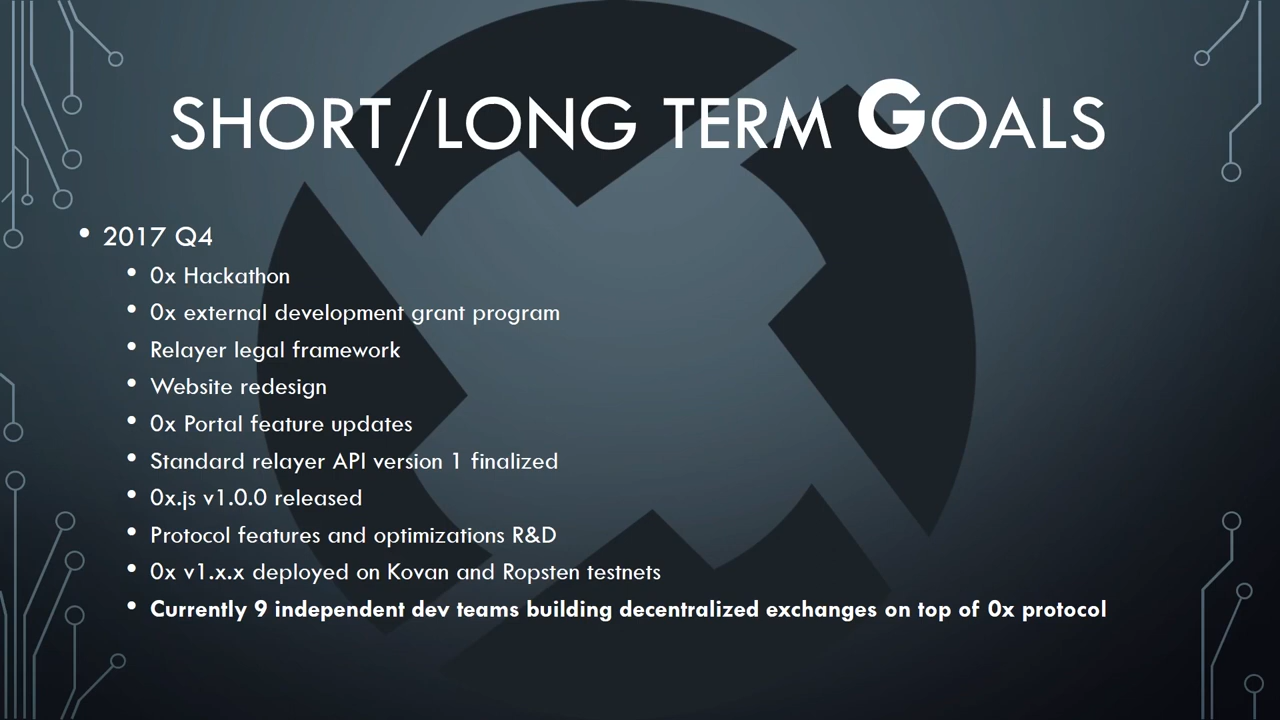 SHORT/LONG TERM GOALS
• 2017 Q4
• 0x Hackathon
• 0x external development grant program
• Relayer legal framework
• Website redesign
• 0x Portal feature updates
• Standard relayer API version 1 finalized
• 0x.js v1.0.0 released
• Protocol features and optimizations R&D
• 0x v1.x.x deployed on Kovan and Ropsten testnets
• Currently 9 independent dev teams building decentralized exchanges on top of 0x protocol